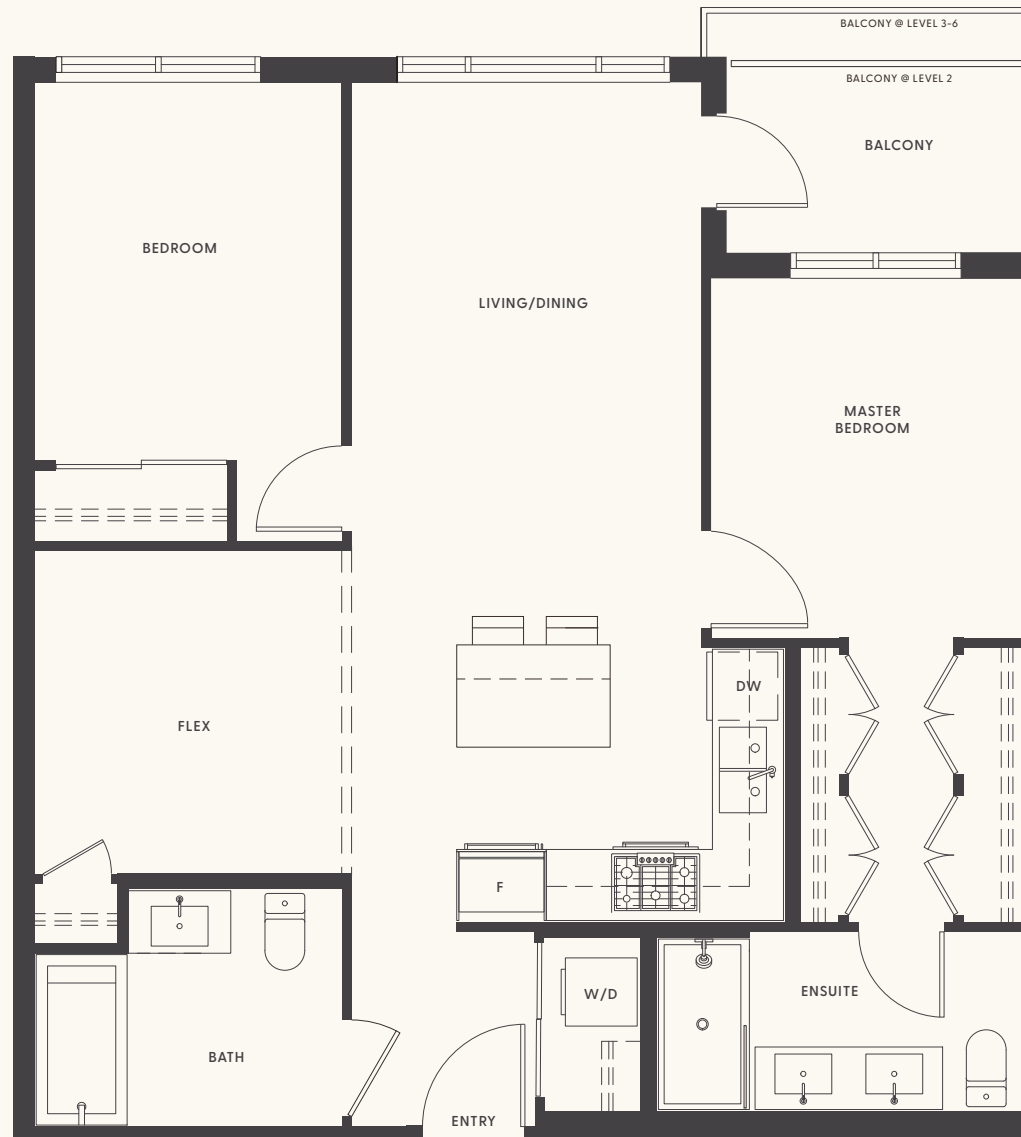 BALCONY @ LEVEL 3-6
BALCONY @ LEVEL 2
BALCONY
BEDROOM
LIVING/DINING
MASTER
BEDROOM
DW
FLEX
F
W/D
ENSUITE
BATH
ENTRY